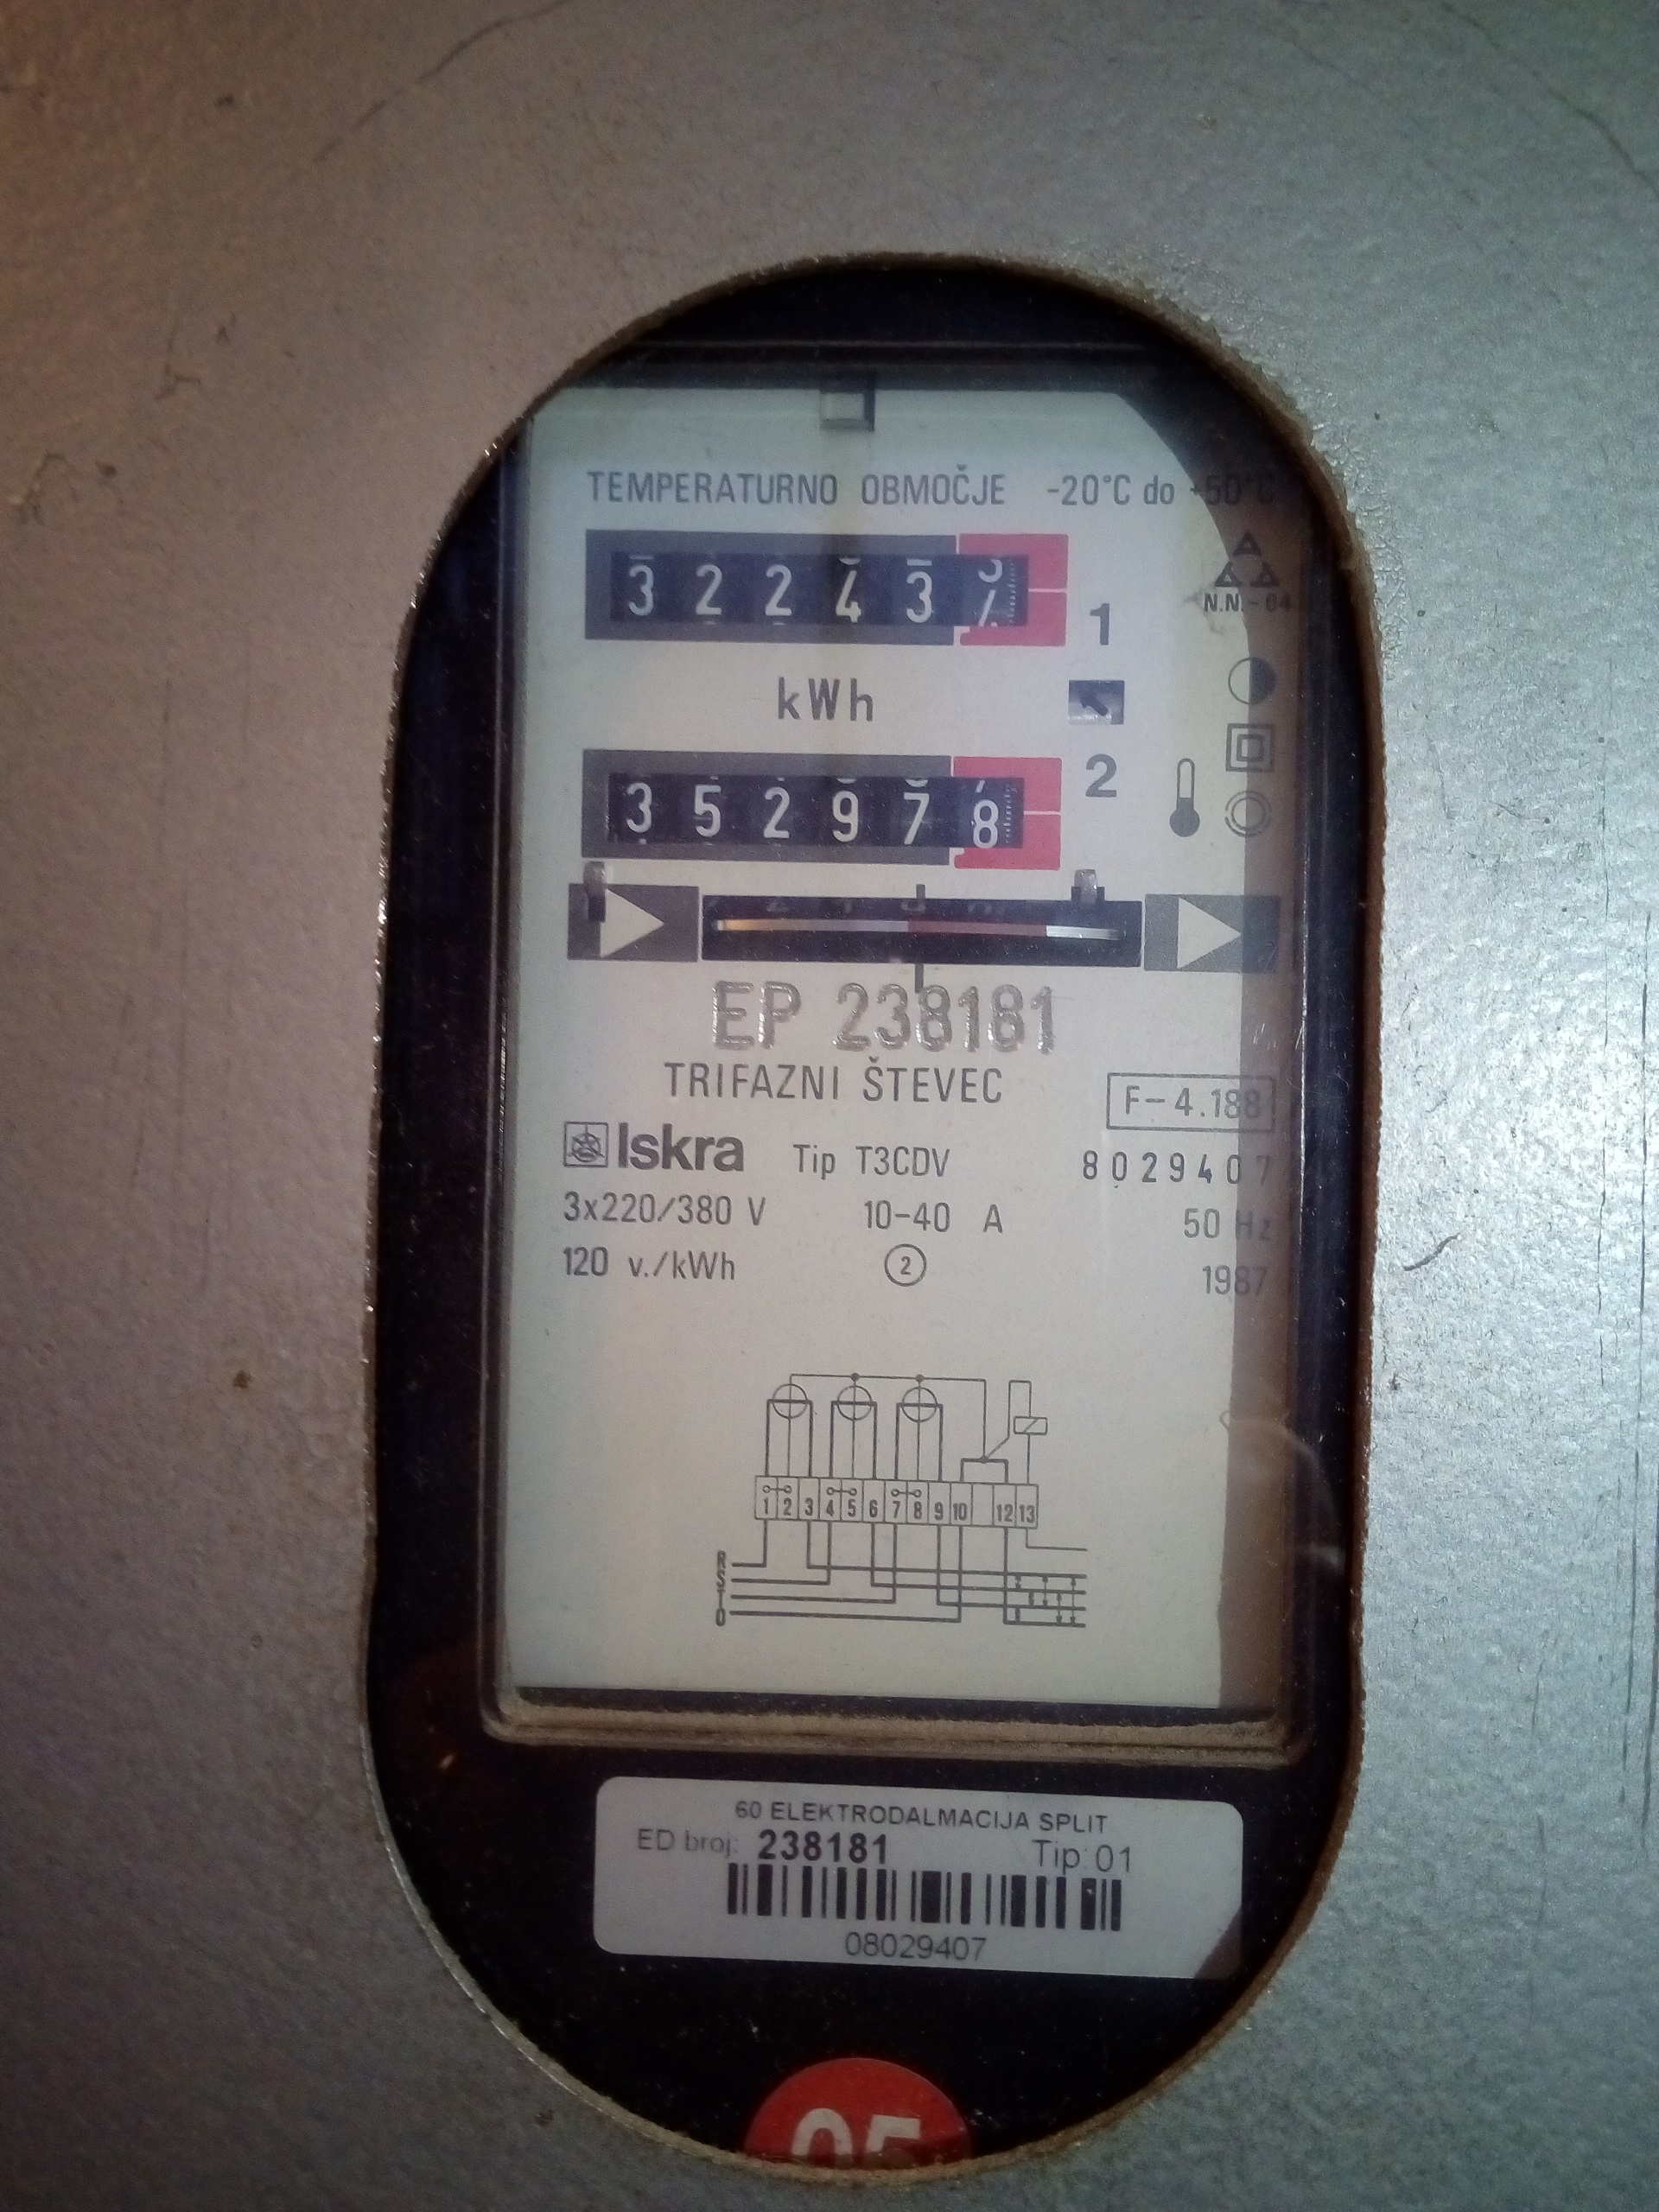 TEMPERATURNO OBMOČJE -20°C do +50°C
3 2 2 4 3
1
N.N.-04
kWh
2
3 5 2 9 7 8
EP 238181
TRIFAZNI ŠTEVEC
F-4.188
Iskra Tip T3CDV 8029407
3x220/380 V 10-40 A 50 Hz
120 v./kWh 2 1987
1 2 3 4 5 6 7 8 9 10 12 13
R
S
T
0
60 ELEKTRODALMACIJA SPLIT
ED broj: 238181 Tip: 01
08029407
05